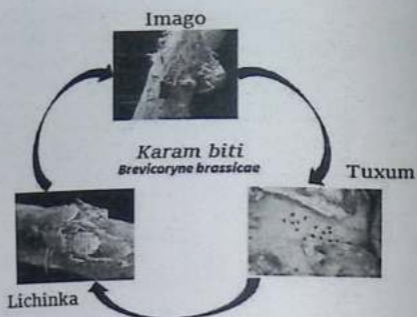 Imago
Karam biti
Brevicoryne brassicae
Tuxum
Lichinka